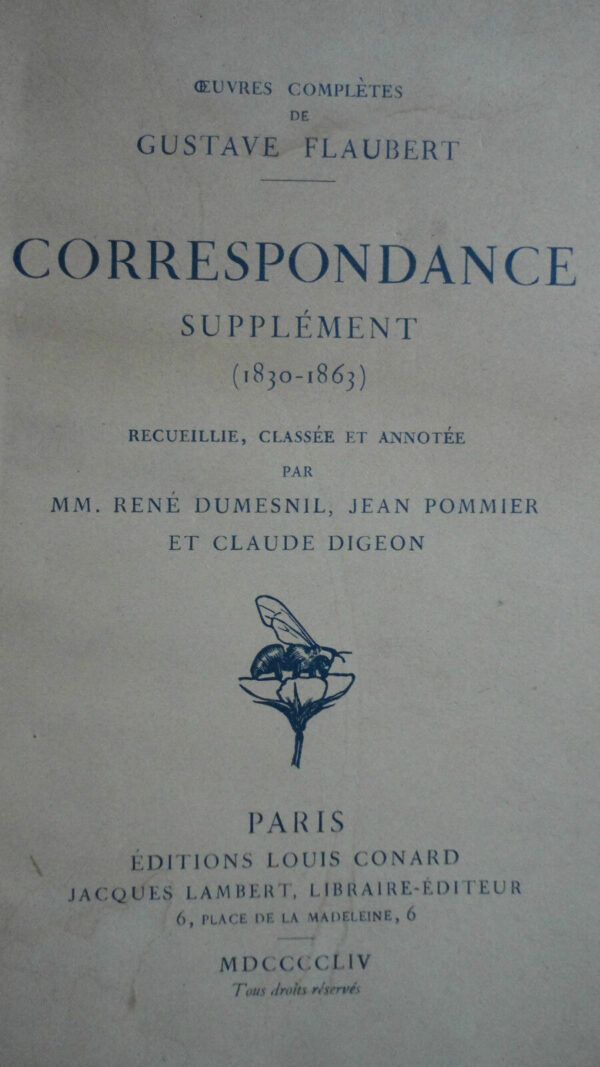 ŒUVRES COMPLÈTES
DE
GUSTAVE FLAUBERT
CORRESPONDANCE
SUPPLÉMENT
(1830-1863)
RECUEILLIE, CLASSÉE ET ANNOTÉE
PAR
MM. RENÉ DUMESNIL, JEAN POMMIER
ET CLAUDE DIGEON
PARIS
ÉDITIONS LOUIS CONARD
JACQUES LAMBERT, LIBRAIRE-ÉDITEUR
6, PLACE DE LA MADELEINE, 6
MDCCCCLIV
Tous droits réservés